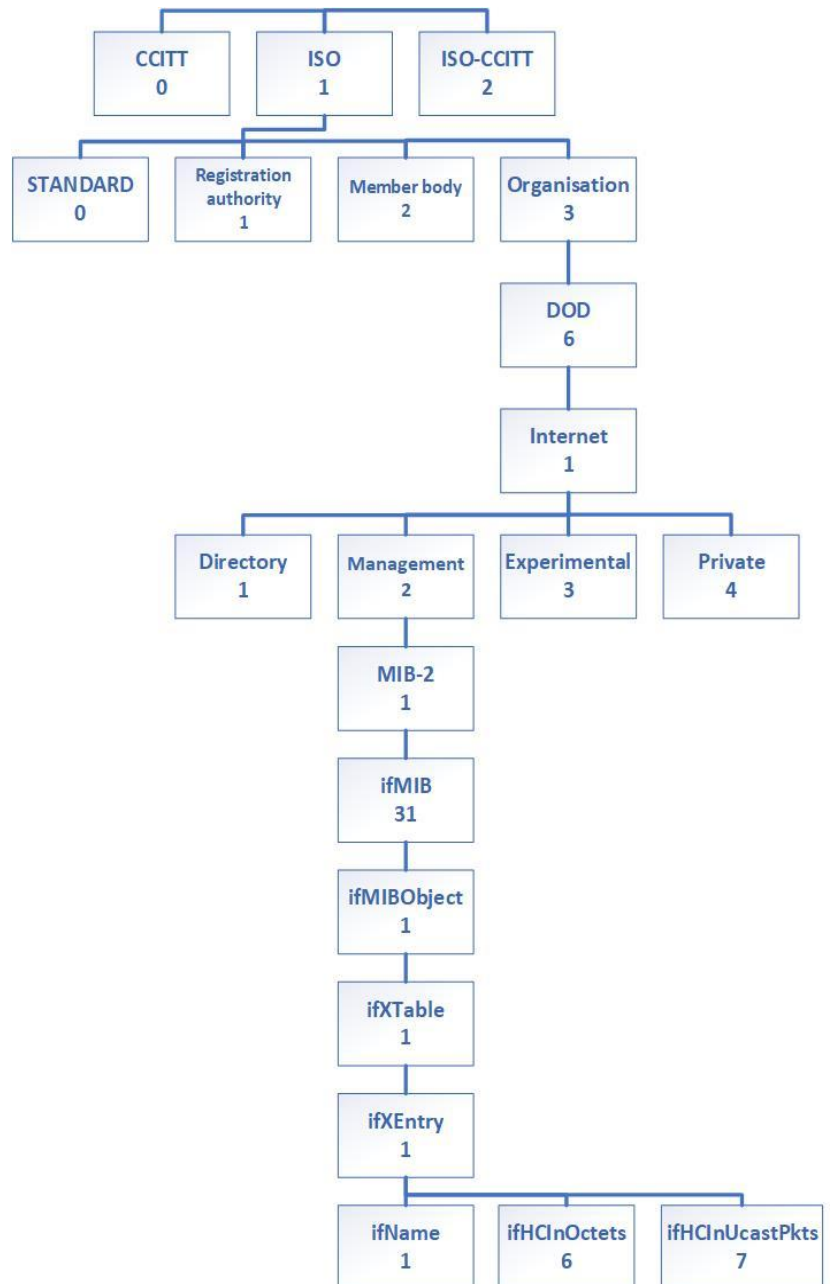 CCITT
0
ISO
1
ISO-CCITT
2
STANDARD
0
Registration
authority
1
Member body
2
Organisation
3
DOD
6
Internet
1
Directory
1
Management
2
Experimental
3
Private
4
MIB-2
1
ifMIB
31
ifMIBObject
1
ifXTable
1
ifXEntry
1
ifName
1
ifHCInOctets
6
ifHCInUcastPkts
7